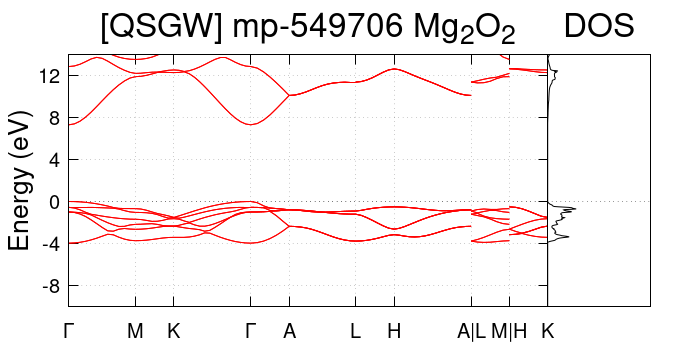 [QSGW] mp-549706 Mg₂O₂ DOS
Energy (eV)
12
8
4
0
-4
-8
Γ M K Γ A L H A|L M|H K